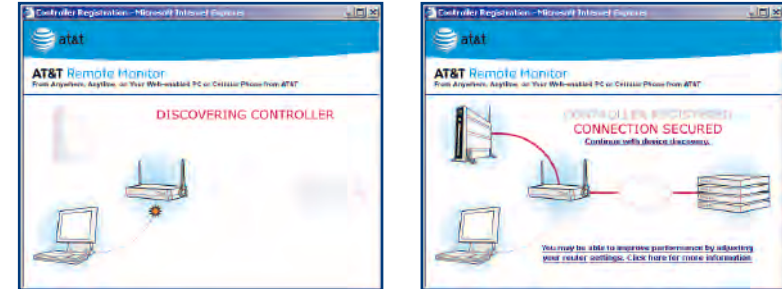 Controller Registration - Microsoft Internet Explorer
at&t
AT&T Remote Monitor
From Anywhere, Anytime, on Your Web-enabled PC or Cellular Phone from AT&T
DISCOVERING CONTROLLER
Controller Registration - Microsoft Internet Explorer
at&t
AT&T Remote Monitor
From Anywhere, Anytime, on Your Web-enabled PC or Cellular Phone from AT&T
CONTROLLER REGISTERED
CONNECTION SECURED
Continue with device discovery.
You may be able to improve performance by adjusting
your router settings. Click here for more information